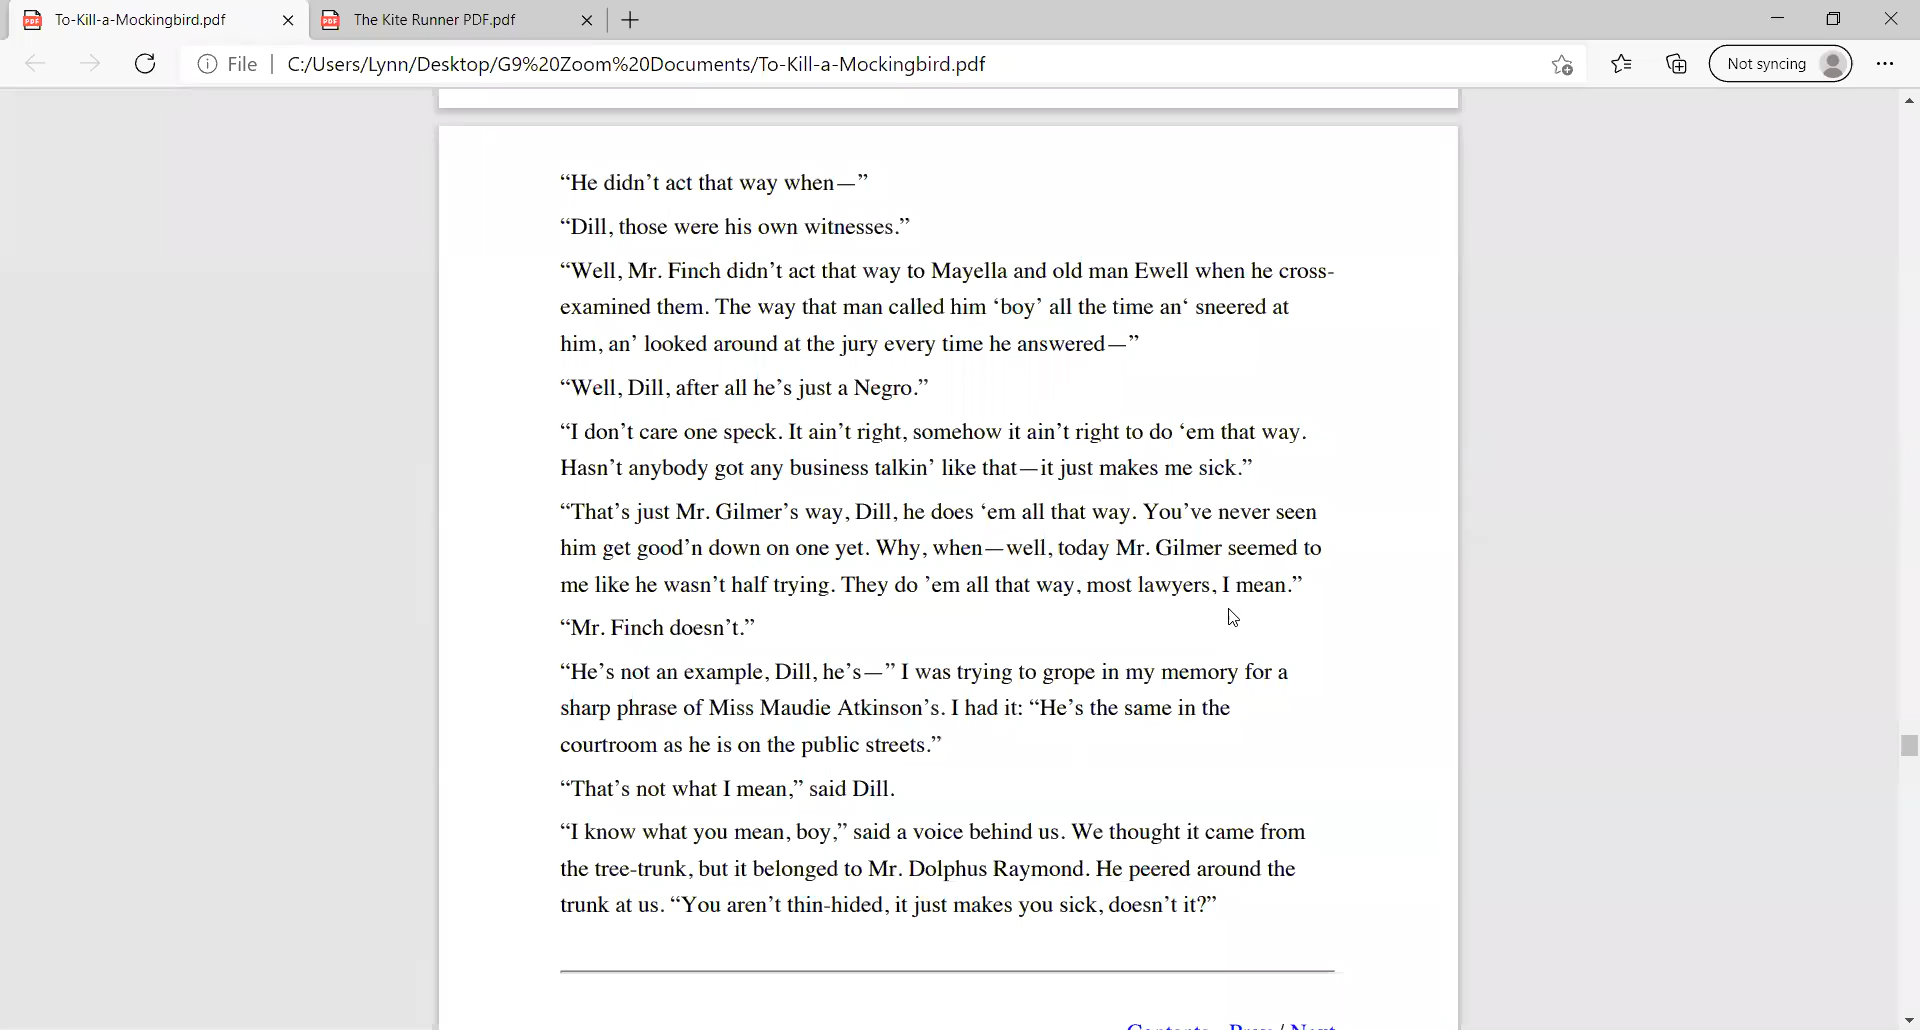 To-Kill-a-Mockingbird.pdf
The Kite Runner PDF.pdf
File
C:/Users/Lynn/Desktop/G9%20Zoom%20Documents/To-Kill-a-Mockingbird.pdf
Not syncing
“He didn’t act that way when—”
“Dill, those were his own witnesses.”
“Well, Mr. Finch didn’t act that way to Mayella and old man Ewell when he cross-
examined them. The way that man called him ‘boy’ all the time an‘ sneered at
him, an’ looked around at the jury every time he answered—”
“Well, Dill, after all he’s just a Negro.”
“I don’t care one speck. It ain’t right, somehow it ain’t right to do ‘em that way.
Hasn’t anybody got any business talkin’ like that—it just makes me sick.”
“That’s just Mr. Gilmer’s way, Dill, he does ‘em all that way. You’ve never seen
him get good’n down on one yet. Why, when—well, today Mr. Gilmer seemed to
me like he wasn’t half trying. They do ’em all that way, most lawyers, I mean.”
“Mr. Finch doesn’t.”
“He’s not an example, Dill, he’s—” I was trying to grope in my memory for a
sharp phrase of Miss Maudie Atkinson’s. I had it: “He’s the same in the
courtroom as he is on the public streets.”
“That’s not what I mean,” said Dill.
“I know what you mean, boy,” said a voice behind us. We thought it came from
the tree-trunk, but it belonged to Mr. Dolphus Raymond. He peered around the
trunk at us. “You aren’t thin-hided, it just makes you sick, doesn’t it?”
Contents Prev / Next